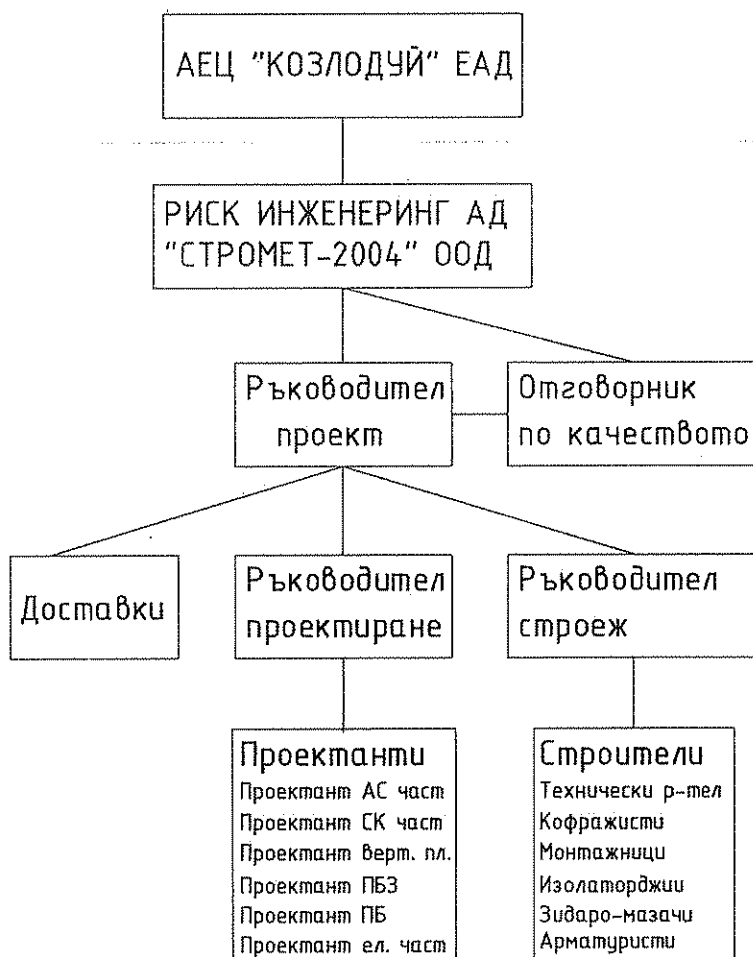 АЕЦ "КОЗЛОДУЙ" ЕАД
РИСК ИНЖЕНЕРИНГ АД
"СТРОМЕТ-2004" ООД
Ръководител
проект
Отговорник
по качеството
Доставки
Ръководител
проектиране
Ръководител
строеж
Проектанти
Проектант АС част
Проектант СК част
Проектант верт. пл.
Проектант ПБЗ
Проектант ПБ
Проектант ел. част
Строители
Технически р-тел
Кофражисти
Монтажници
Изолаторджии
Зидаро-мазачи
Арматуристи